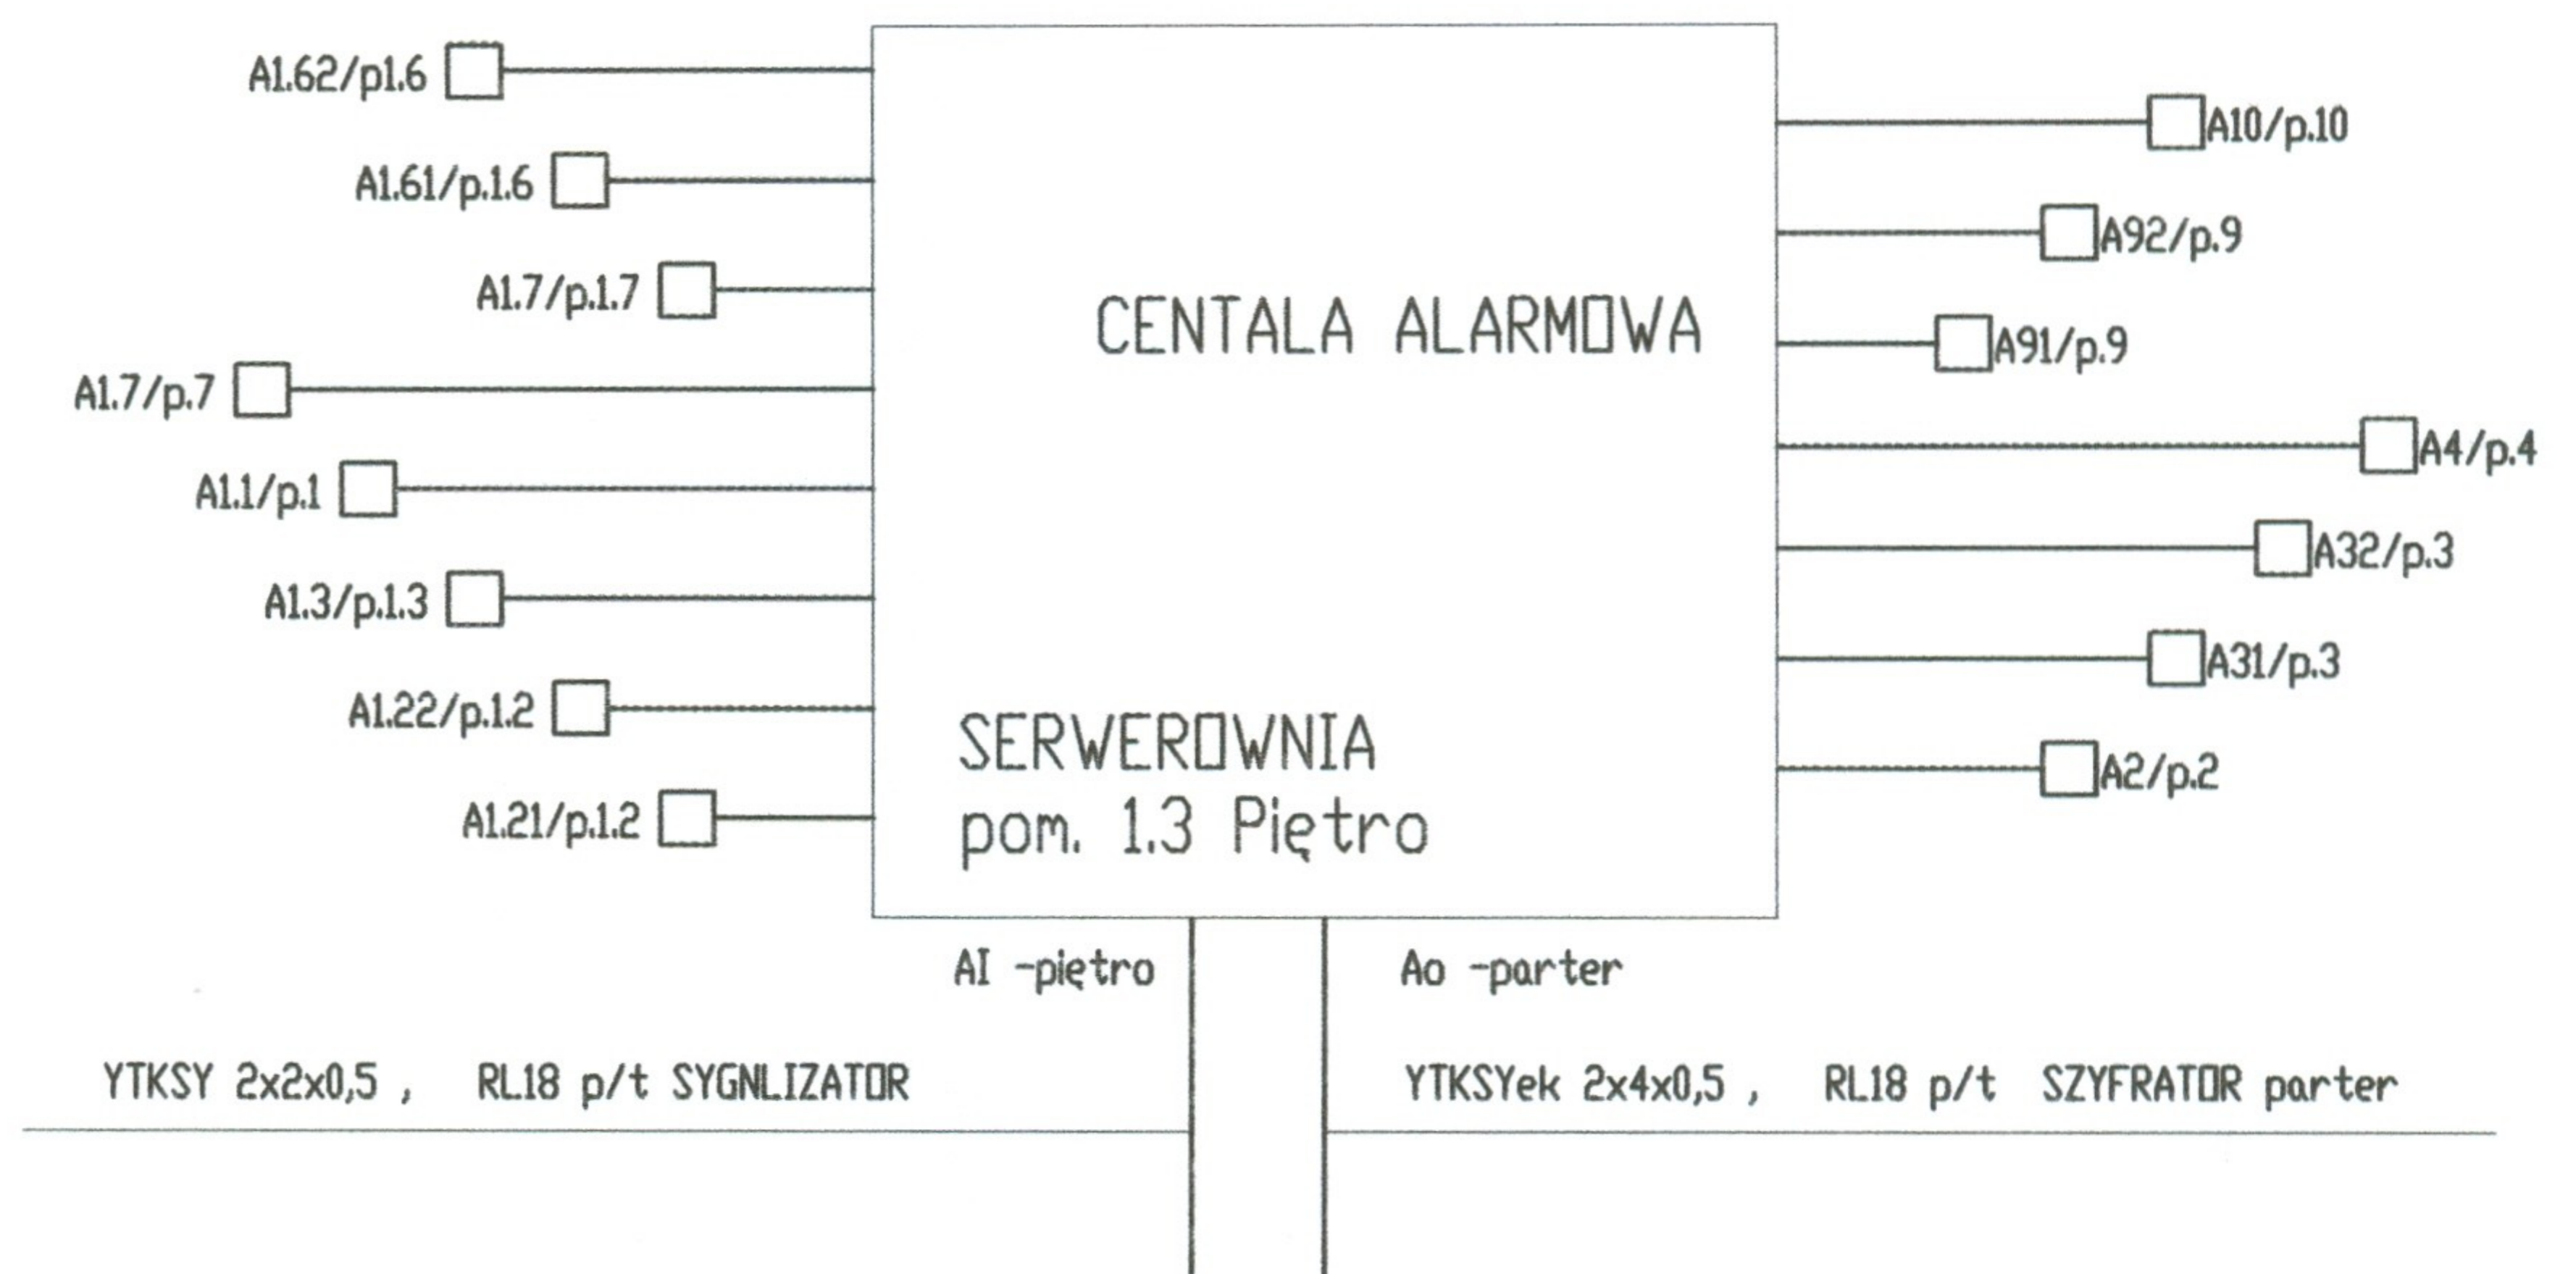 A1.62/p1.6
A10/p.10
A1.61/p.1.6
A92/p.9
A1.7/p.1.7
CENTALA ALARMOWA
A91/p.9
A1.7/p.7
A4/p.4
A1.1/p.1
A32/p.3
A1.3/p.1.3
A31/p.3
A1.22/p.1.2
SERWEROWNIA
A2/p.2
A1.21/p.1.2
pom. 1.3 Piętro
AI -piętro
Ao -parter
YTKSY 2x2x0,5 , RL18 p/t SYGNLIZATOR
YTKSYek 2x4x0,5 , RL18 p/t SZYFRATOR parter